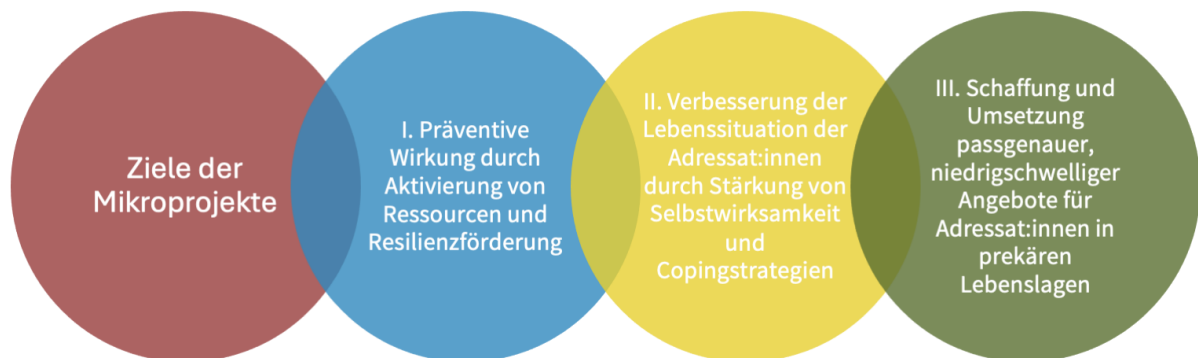 Ziele der
Mikroprojekte
I. Präventive
Wirkung durch
Aktivierung von
Ressourcen und
Resilienzförderung
II. Verbesserung der
Lebenssituation der
Adressat:innen
durch Stärkung von
Selbstwirksamkeit
und
Copingstrategien
III. Schaffung und
Umsetzung
passgenauer,
niedrigschwelliger
Angebote für
Adressat:innen in
prekären
Lebenslagen